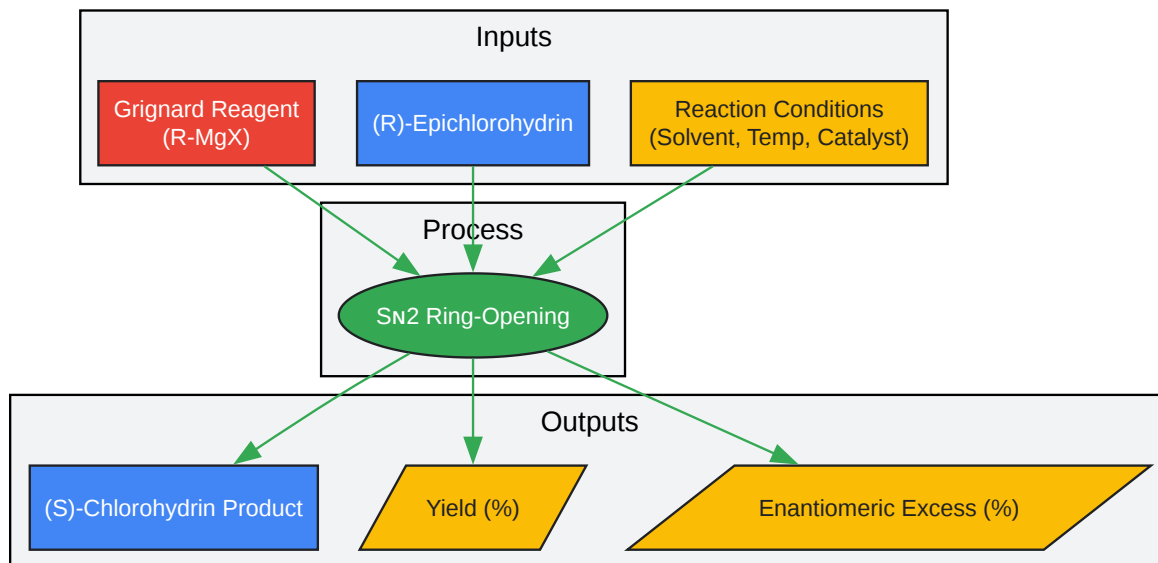 Inputs
Grignard Reagent
(R-MgX)
(R)-Epichlorohydrin
Reaction Conditions
(Solvent, Temp, Catalyst)
Process
Sɴ2 Ring-Opening
Outputs
(S)-Chlorohydrin Product
Yield (%)
Enantiomeric Excess (%)